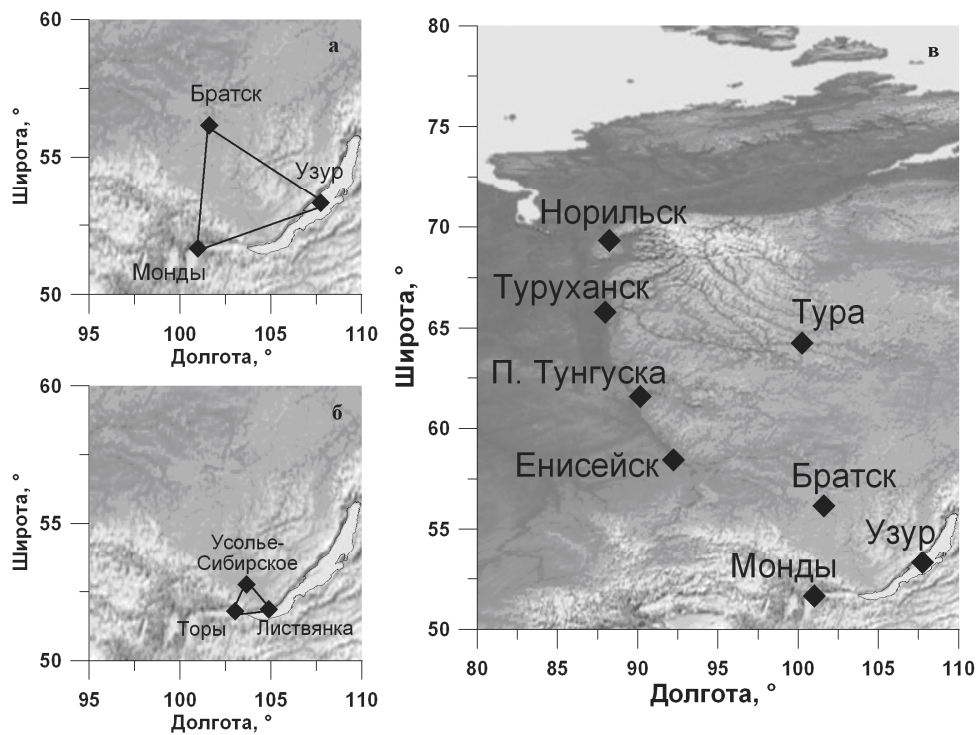 60
а
Братск
55
Узур
Монды
50
95 100 105 110
Широта, °
Долгота, °
60
б
55
Усолье-
Сибирское
Торы Листвянка
50
95 100 105 110
Широта, °
Долгота, °
80
в
75
Норильск
70
Туруханск
Тура
65
П. Тунгуска
60
Енисейск
Братск
55
Узур
Монды
50
80 85 90 95 100 105 110
Широта, °
Долгота, °